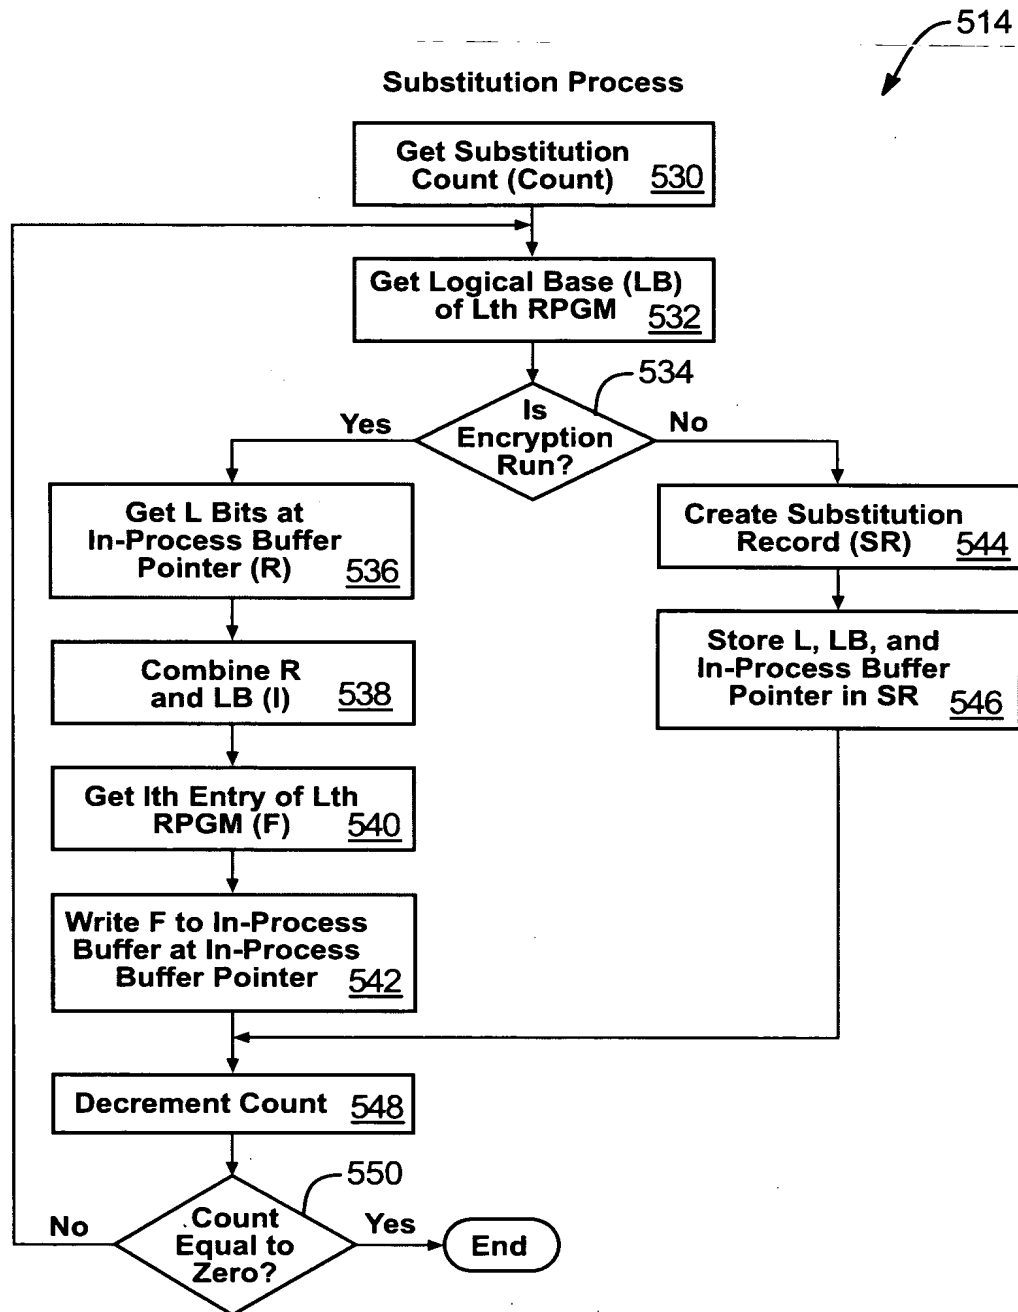 514
Substitution Process
Get Substitution
Count (Count) 530
Get Logical Base (LB)
of Lth RPGM 532
534
Is
Encryption
Run?
Yes
No
Get L Bits at
In-Process Buffer
Pointer (R) 536
Combine R
and LB (I) 538
Get Ith Entry of Lth
RPGM (F) 540
Write F to In-Process
Buffer at In-Process
Buffer Pointer 542
Create Substitution
Record (SR) 544
Store L, LB, and
In-Process Buffer
Pointer in SR 546
Decrement Count 548
550
Count
Equal to
Zero?
No
Yes
End